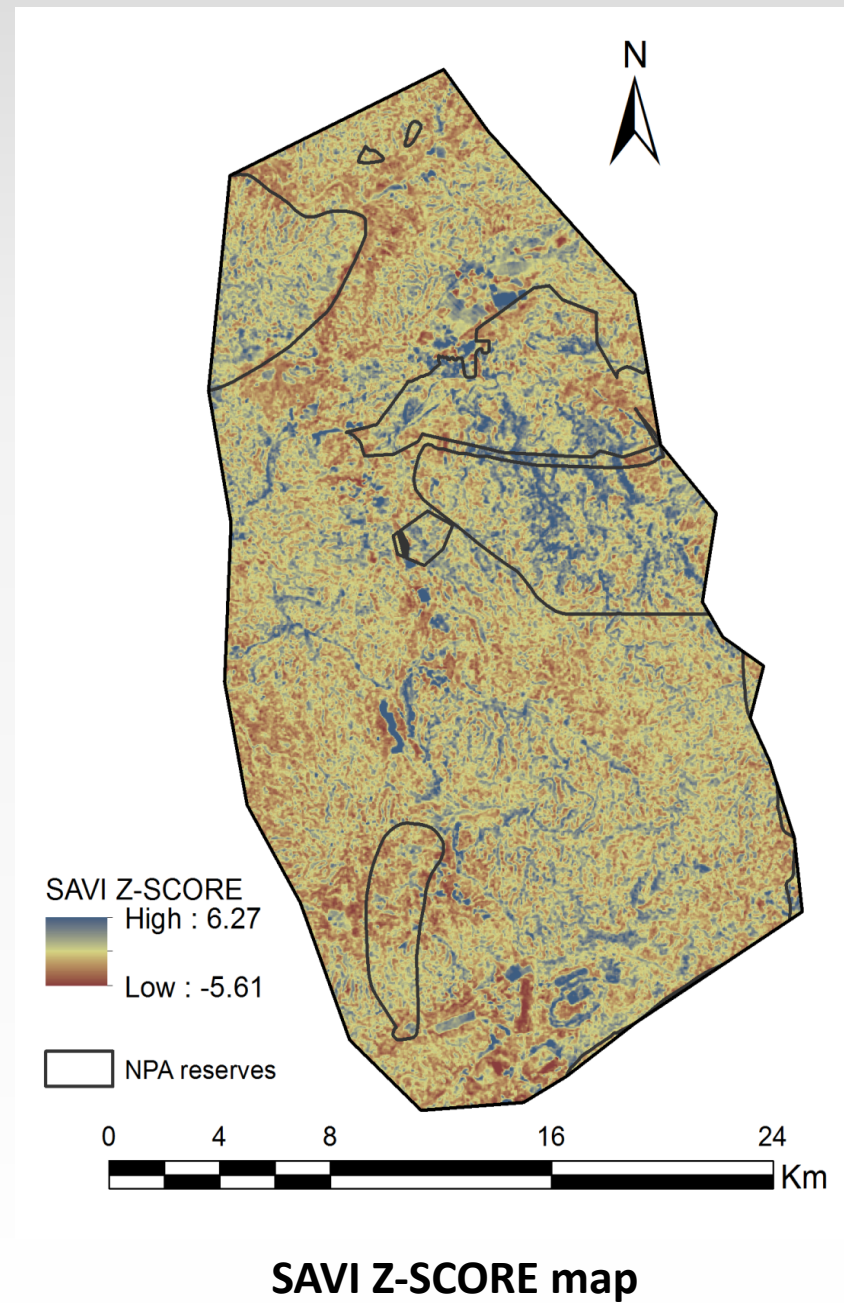 N
SAVI Z-SCORE
High : 6.27
Low : -5.61
NPA reserves
0 4 8 16 24
Km
SAVI Z-SCORE map